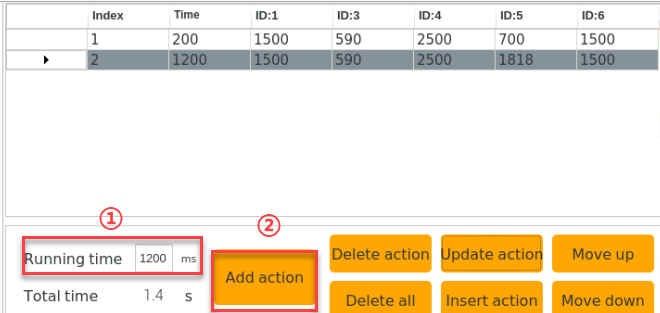 Index Time ID:1 ID:3 ID:4 ID:5 ID:6
1 200 1500 590 2500 700 1500
2 1200 1500 590 2500 1818 1500
① ②
Running time 1200 ms
Add action
Delete action Update action Move up
Total time 1.4 s
Delete all Insert action Move down